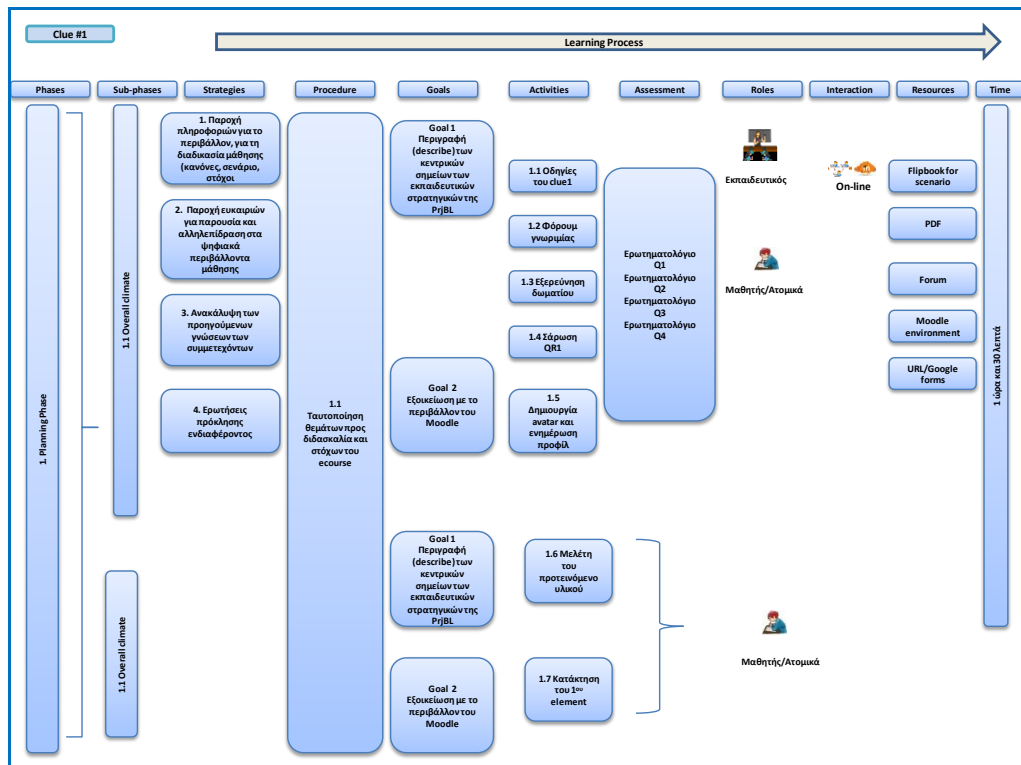 Clue #1
Learning Process
Phases
Sub-phases
Strategies
Procedure
Goals
Activities
Assessment
Roles
Interaction
Resources
Time
1. Planning Phase
1.1 Overall climate
1. Παροχή
πληροφοριών για το
περιβάλλον, για τη
διαδικασία μάθησης
(κανόνες, σενάριο,
στόχοι
2. Παροχή ευκαιριών
για παρουσία και
αλληλεπίδραση στα
ψηφιακά
περιβάλλοντα
μάθησης
3. Ανακάλυψη των
προηγούμενων
γνώσεων των
συμμετεχόντων
4. Ερωτήσεις
πρόκλησης
ενδιαφέροντος
1.1
Ταυτοποίηση
θεμάτων προς
διδασκαλία και
στόχων του
ecourse
Goal 1
Περιγραφή
(describe) των
κεντρικών
σημείων των
εκπαιδευτικών
στρατηγικών της
PrjBL
Goal 2
Εξοικείωση με το
περιβάλλον του
Moodle
1.1 Οδηγίες
του clue1
1.2 Φόρουμ
γνωριμίας
1.3 Εξερεύνηση
δωματίου
1.4 Σάρωση
QR1
1.5
Δημιουργία
avatar και
ενημέρωση
προφίλ
Ερωτηματολόγιο
Q1
Ερωτηματολόγιο
Q2
Ερωτηματολόγιο
Q3
Ερωτηματολόγιο
Q4
Εκπαιδευτικός
Μαθητής/Ατομικά
On-line
Flipbook for
scenario
PDF
Forum
Moodle
environment
URL/Google
forms
1 ώρα και 30 λεπτά
1.1 Overall climate
Goal 1
Περιγραφή
(describe) των
κεντρικών
σημείων των
εκπαιδευτικών
στρατηγικών της
PrjBL
Goal 2
Εξοικείωση με το
περιβάλλον του
Moodle
1.6 Μελέτη
του
προτεινόμενο
υλικού
1.7 Κατάκτηση
του 1ου
element
Μαθητής/Ατομικά